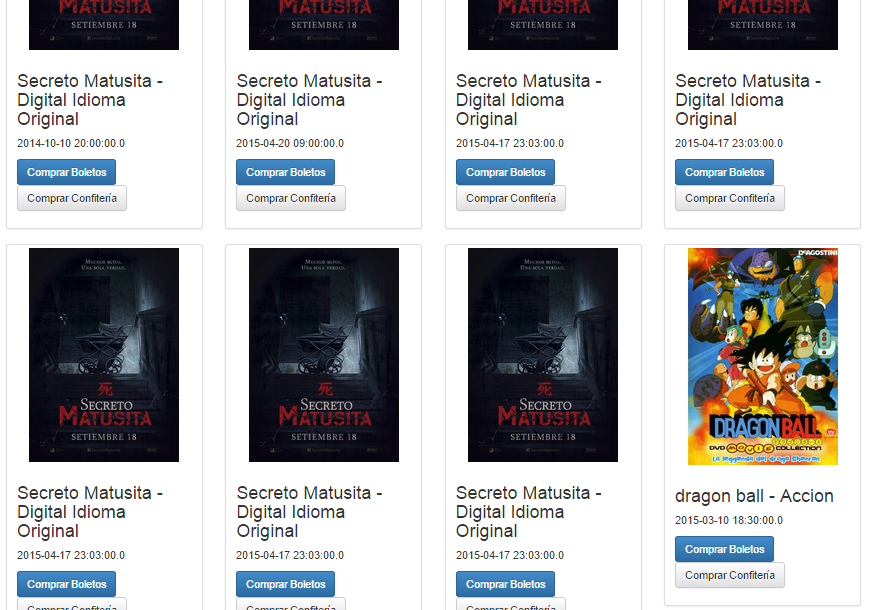 MATUSITA
SETIEMBRE 18
MATUSITA
SETIEMBRE 18
MATUSITA
SETIEMBRE 18
MATUSITA
SETIEMBRE 18
Secreto Matusita -
Digital Idioma
Original
2014-10-10 20:00:00.0
Comprar Boletos
Comprar Confitería
Secreto Matusita -
Digital Idioma
Original
2015-04-20 09:00:00.0
Comprar Boletos
Comprar Confitería
Secreto Matusita -
Digital Idioma
Original
2015-04-17 23:03:00.0
Comprar Boletos
Comprar Confitería
Secreto Matusita -
Digital Idioma
Original
2015-04-17 23:03:00.0
Comprar Boletos
Comprar Confitería
MUCHOS MITOS.
UNA SOLA VERDAD.
死
SECRETO
MATUSITA
SETIEMBRE 18
Secreto Matusita -
Digital Idioma
Original
2015-04-17 23:03:00.0
Comprar Boletos
Comprar Confitería
MUCHOS MITOS.
UNA SOLA VERDAD.
死
SECRETO
MATUSITA
SETIEMBRE 18
Secreto Matusita -
Digital Idioma
Original
2015-04-17 23:03:00.0
Comprar Boletos
Comprar Confitería
MUCHOS MITOS.
UNA SOLA VERDAD.
死
SECRETO
MATUSITA
SETIEMBRE 18
Secreto Matusita -
Digital Idioma
Original
2015-04-17 23:03:00.0
Comprar Boletos
Comprar Confitería
DeAGOSTINI
DRAGON BALL
DVD MOVIE COLLECTION
La leggenda del drago Shenron
dragon ball - Accion
2015-03-10 18:30:00.0
Comprar Boletos
Comprar Confitería